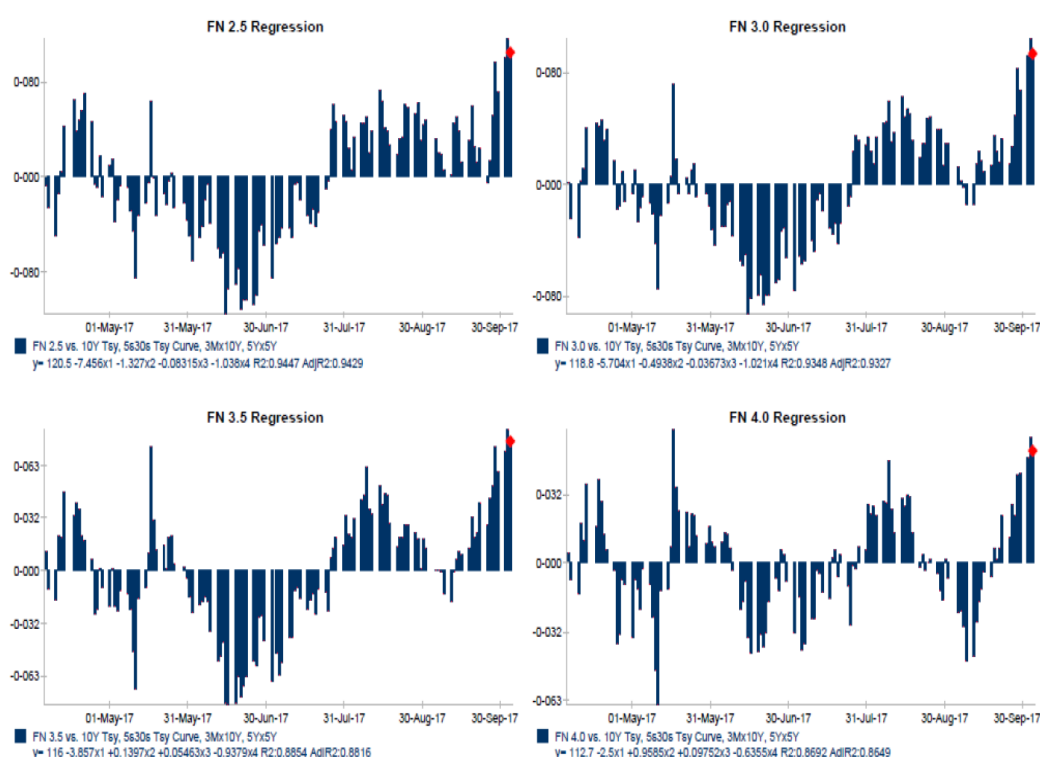 FN 2.5 Regression
0-080
0-000
-0-080
01-May-17 31-May-17 30-Jun-17 31-Jul-17 30-Aug-17 30-Sep-17
FN 2.5 vs. 10Y Tsy, 5s30s Tsy Curve, 3Mx10Y, 5Yx5Y
y= 120.5 -7.456x1 -1.327x2 -0.08315x3 -1.038x4 R2:0.9447 AdjR2:0.9429
FN 3.0 Regression
0-080
0-000
-0-080
01-May-17 31-May-17 30-Jun-17 31-Jul-17 30-Aug-17 30-Sep-17
FN 3.0 vs. 10Y Tsy, 5s30s Tsy Curve, 3Mx10Y, 5Yx5Y
y= 118.8 -5.704x1 -0.4938x2 -0.03673x3 -1.021x4 R2:0.9348 AdjR2:0.9327
FN 3.5 Regression
0-063
0-032
0-000
-0-032
-0-063
01-May-17 31-May-17 30-Jun-17 31-Jul-17 30-Aug-17 30-Sep-17
FN 3.5 vs. 10Y Tsy, 5s30s Tsy Curve, 3Mx10Y, 5Yx5Y
y= 116 -3.857x1 +0.1397x2 +0.05463x3 -0.9379x4 R2:0.8854 AdjR2:0.8816
FN 4.0 Regression
0-032
0-000
-0-032
-0-063
01-May-17 31-May-17 30-Jun-17 31-Jul-17 30-Aug-17 30-Sep-17
FN 4.0 vs. 10Y Tsy, 5s30s Tsy Curve, 3Mx10Y, 5Yx5Y
y= 112.7 -2.5x1 +0.9585x2 +0.09752x3 -0.6355x4 R2:0.8692 AdjR2:0.8649